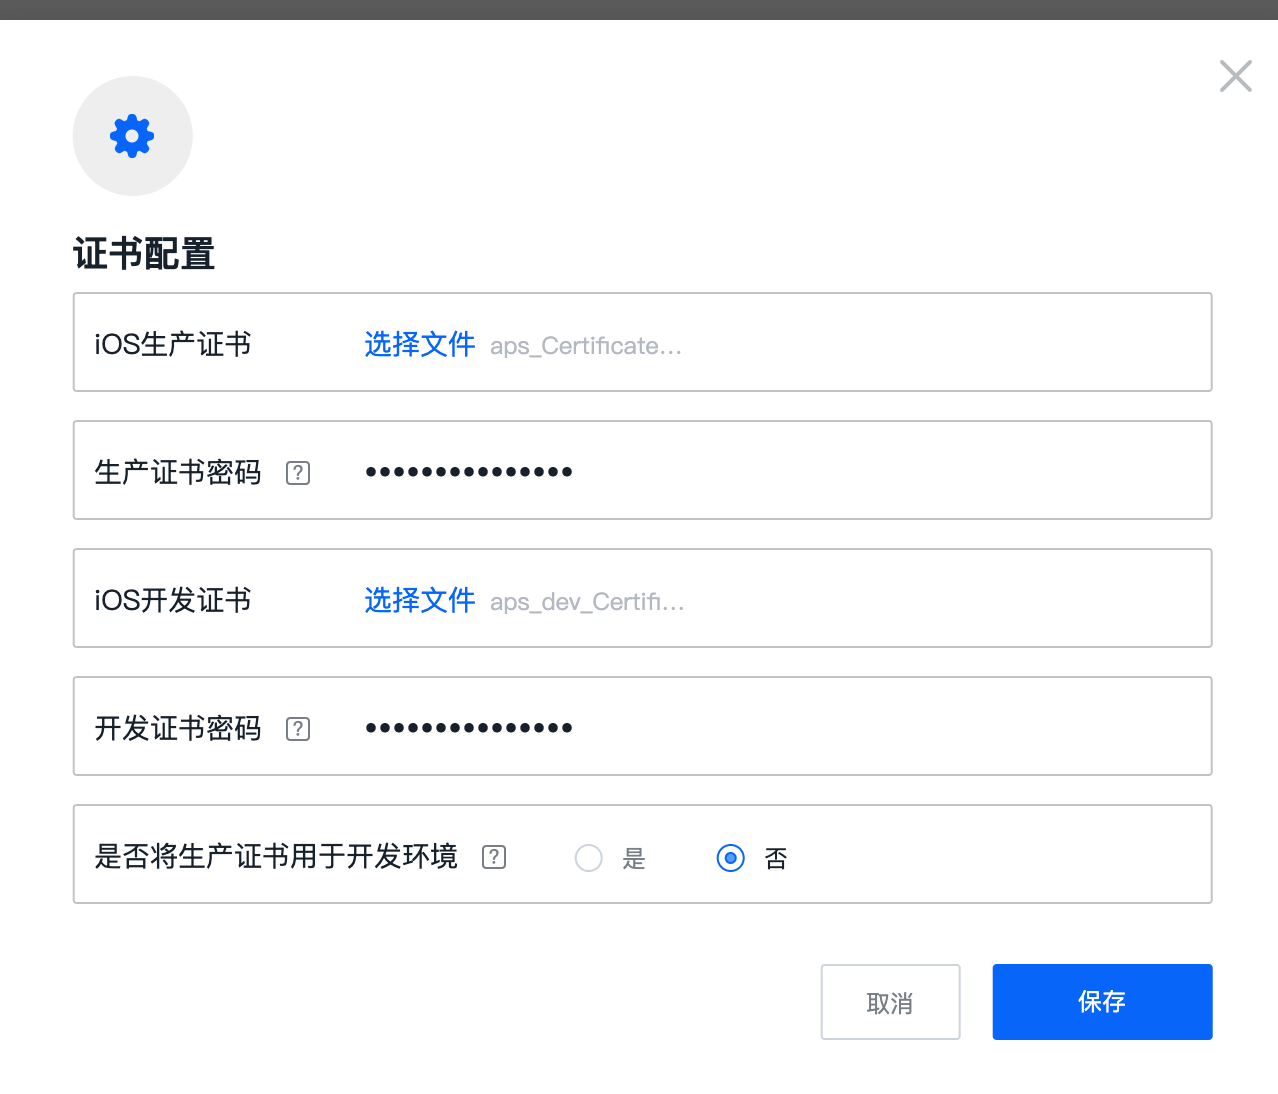 证书配置
iOS生产证书 选择文件 aps_Certificate...
生产证书密码 ? •••••••••••••••
iOS开发证书 选择文件 aps_dev_Certifi...
开发证书密码 ? •••••••••••••••
是否将生产证书用于开发环境 ? 是 否
取消 保存